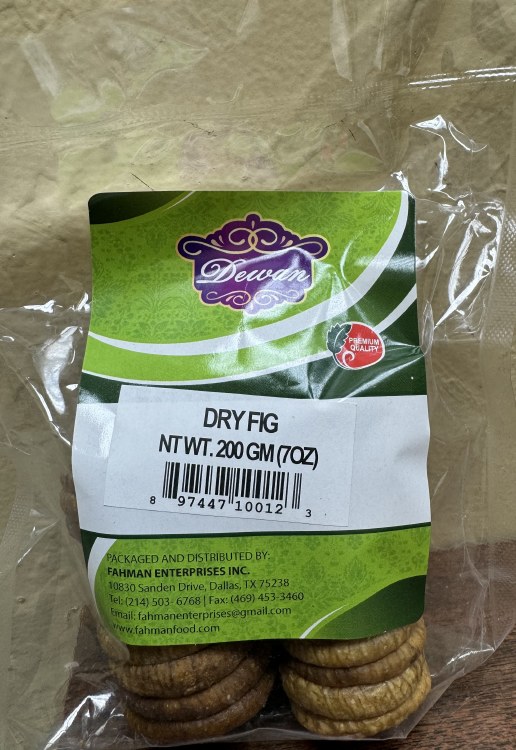 Dewan
PREMIUM
QUALITY
DRY FIG
NT WT. 200 GM (7OZ)
8 97447 10012 3
PACKAGED AND DISTRIBUTED BY:
FAHMAN ENTERPRISES INC.
10830 Sanden Drive, Dallas, TX 75238
Tel: (214) 503- 6768 | Fax: (469) 453-3460
Email: fahmanenterprises@gmail.com
www.fahmanfood.com